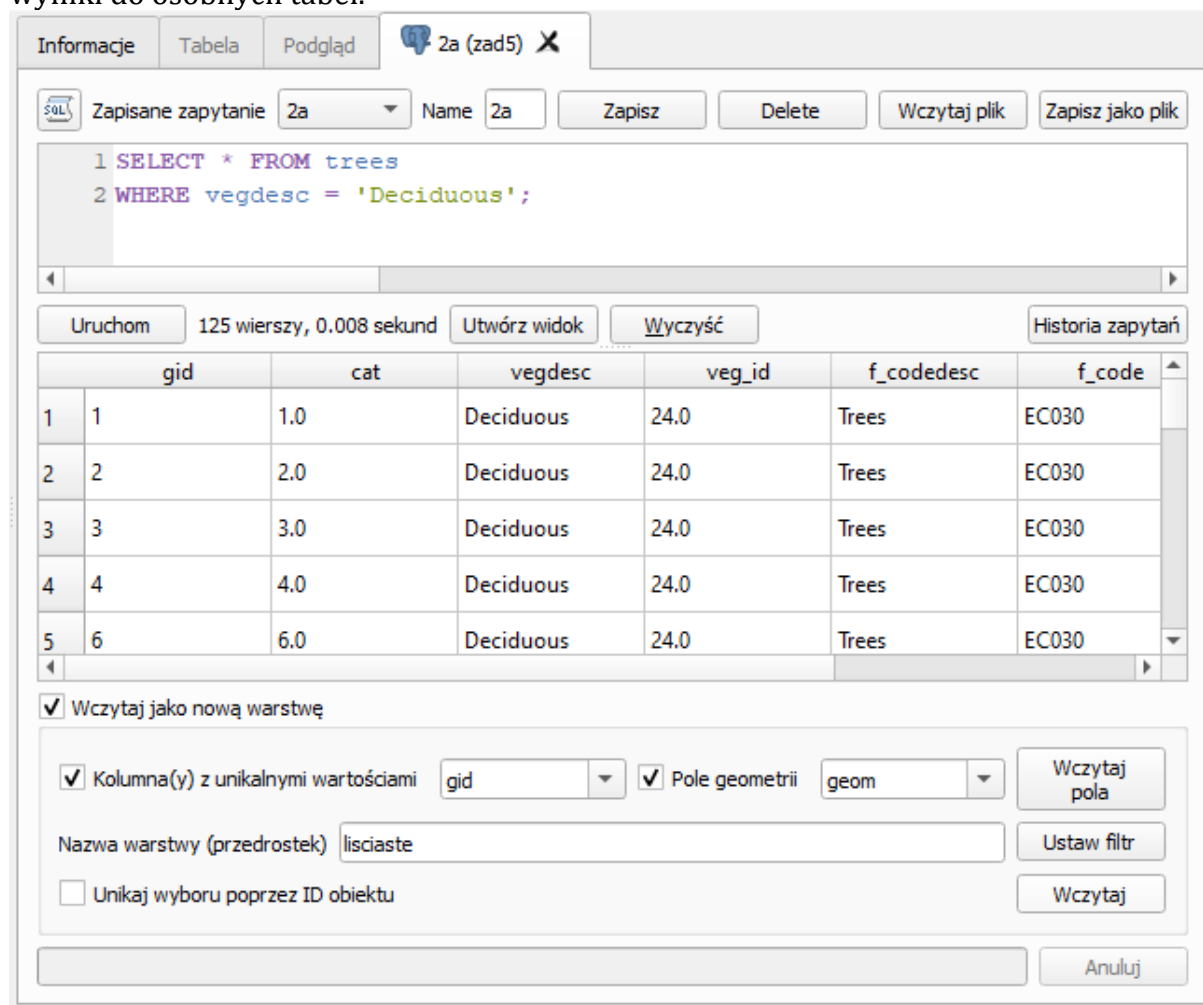 wyniki do osobnych tabel.
Informacje Tabela Podgląd 2a (zad5) X
SQL Zapisane zapytanie 2a Name 2a Zapisz Delete Wczytaj plik Zapisz jako plik
1 SELECT * FROM trees
2 WHERE vegdesc = 'Deciduous';
Uruchom 125 wierszy, 0.008 sekund Utwórz widok Wyczyść Historia zapytań
gid cat vegdesc veg_id f_codedesc f_code
1 1 1.0 Deciduous 24.0 Trees EC030
2 2 2.0 Deciduous 24.0 Trees EC030
3 3 3.0 Deciduous 24.0 Trees EC030
4 4 4.0 Deciduous 24.0 Trees EC030
5 6 6.0 Deciduous 24.0 Trees EC030
Wczytaj jako nową warstwę
Kolumna(y) z unikalnymi wartościami gid Pole geometrii geom Wczytaj pola
Nazwa warstwy (przedrostek) lisciaste Ustaw filtr
Unikaj wyboru poprzez ID obiektu Wczytaj
Anuluj